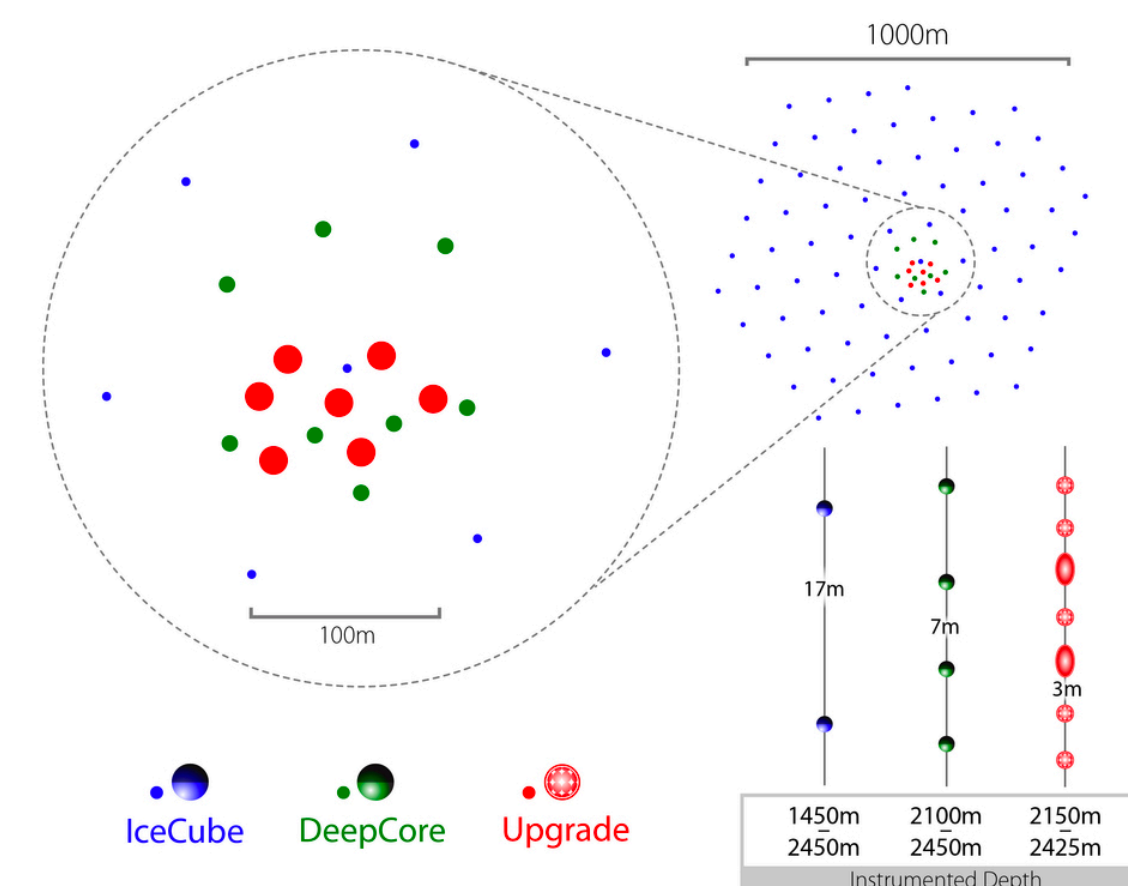 1000m
100m
17m
7m
3m
IceCube
DeepCore
Upgrade
1450m
–
2450m
2100m
–
2450m
2150m
–
2425m
Instrumented Depth